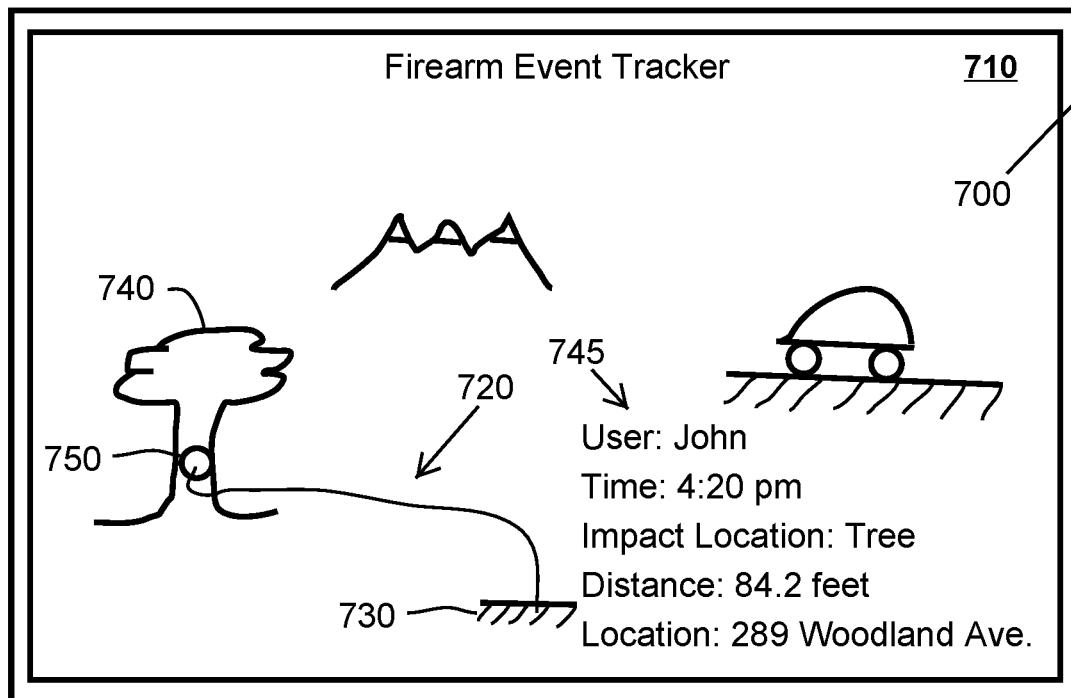 Firearm Event Tracker
710
700
740
745
720
User: John
750
Time: 4:20 pm
Impact Location: Tree
Distance: 84.2 feet
730
Location: 289 Woodland Ave.